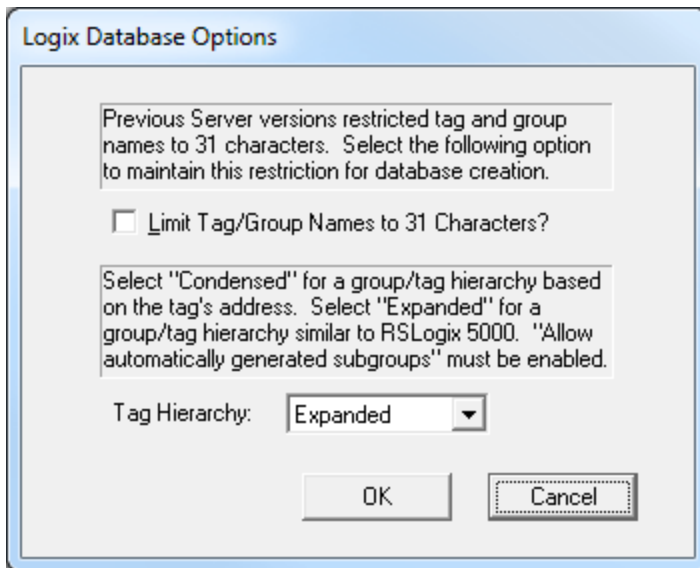 Logix Database Options
Previous Server versions restricted tag and group
names to 31 characters.  Select the following option
to maintain this restriction for database creation.
Limit Tag/Group Names to 31 Characters?
Select "Condensed" for a group/tag hierarchy based
on the tag's address.  Select "Expanded" for a
group/tag hierarchy similar to RSLogix 5000.  "Allow
automatically generated subgroups" must be enabled.
Tag Hierarchy: Expanded
OK Cancel